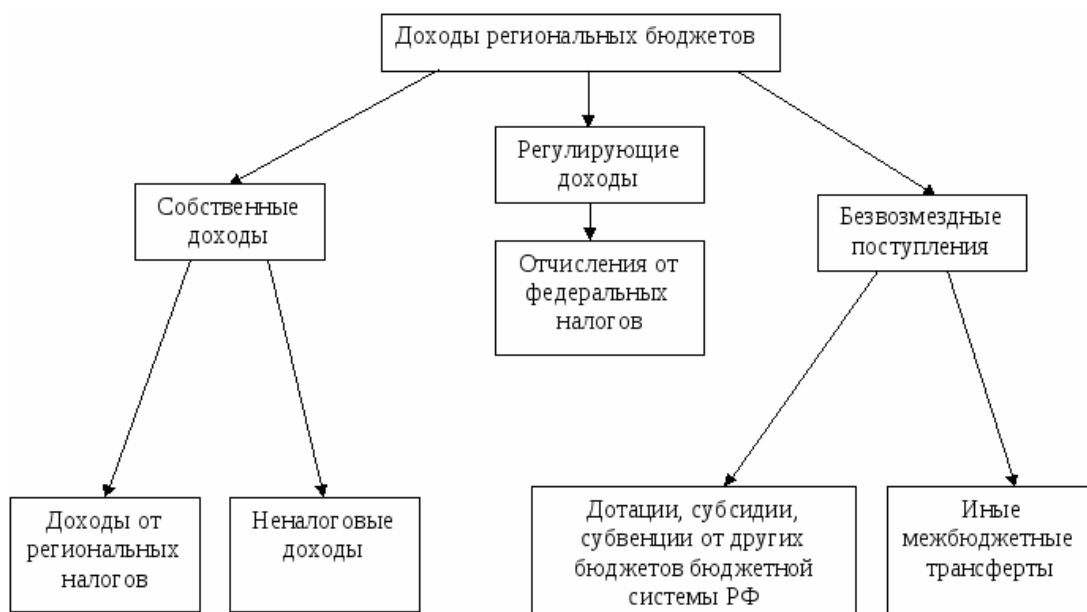 Доходы региональных бюджетов
Регулирующие
доходы
Собственные
доходы
Безвозмездные
поступления
Отчисления от
федеральных
налогов
Доходы от
региональных
налогов
Неналоговые
доходы
Дотации, субсидии,
субвенции от других
бюджетов бюджетной
системы РФ
Иные
межбюджетные
трансферты